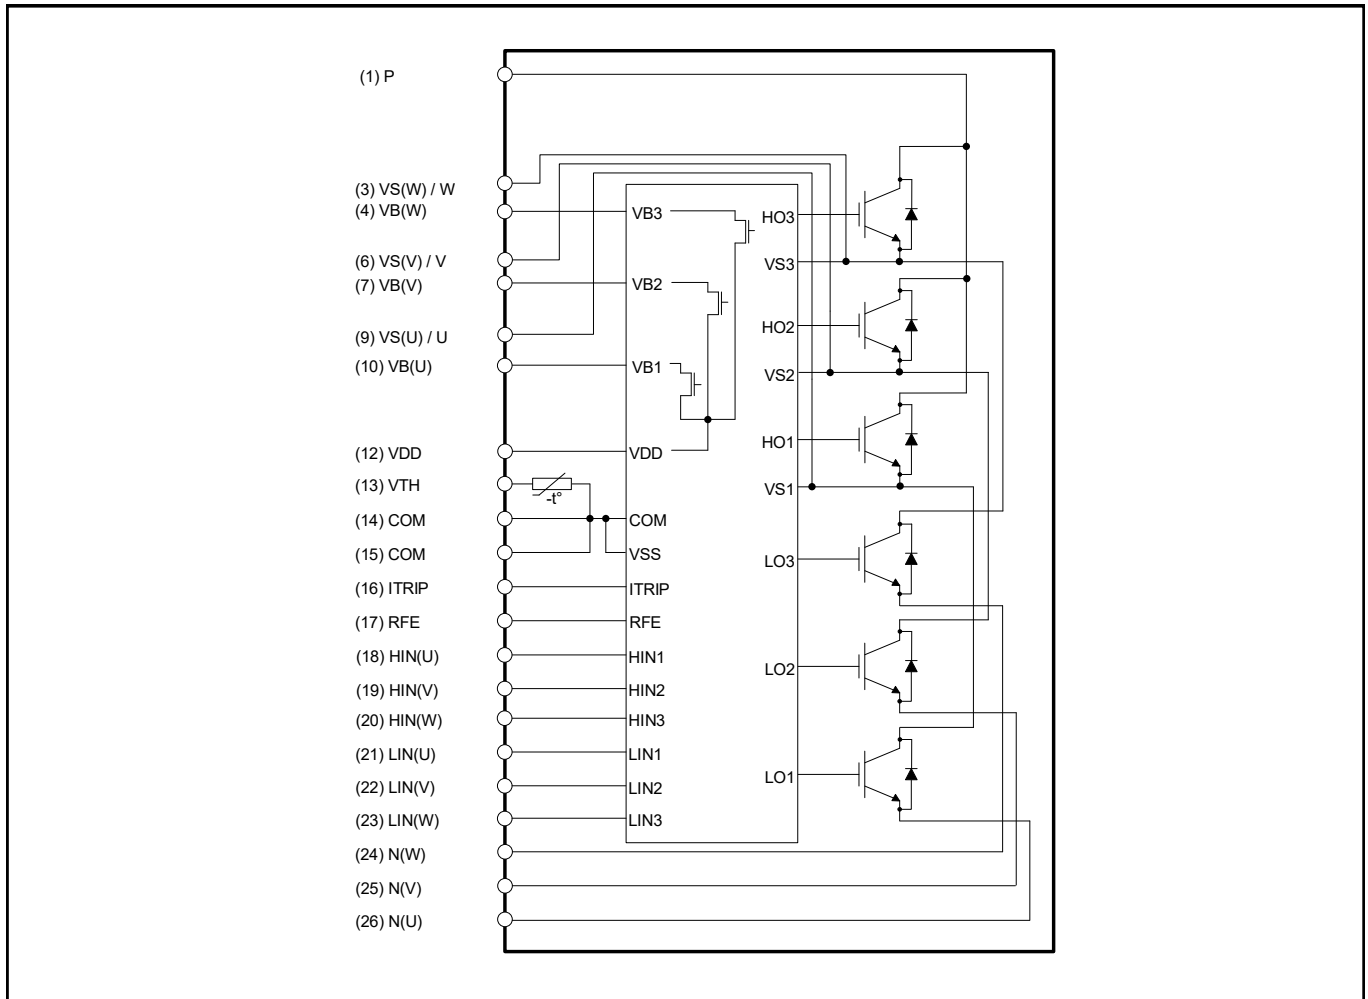 (1) P
(3) VS(W) / W
(4) VB(W)
(6) VS(V) / V
(7) VB(V)
(9) VS(U) / U
(10) VB(U)
(12) VDD
(13) VTH
(14) COM
(15) COM
(16) ITRIP
(17) RFE
(18) HIN(U)
(19) HIN(V)
(20) HIN(W)
(21) LIN(U)
(22) LIN(V)
(23) LIN(W)
(24) N(W)
(25) N(V)
(26) N(U)
-t°
VB3
VB2
VB1
VDD
COM
VSS
ITRIP
RFE
HIN1
HIN2
HIN3
LIN1
LIN2
LIN3
HO3
VS3
HO2
VS2
HO1
VS1
LO3
LO2
LO1